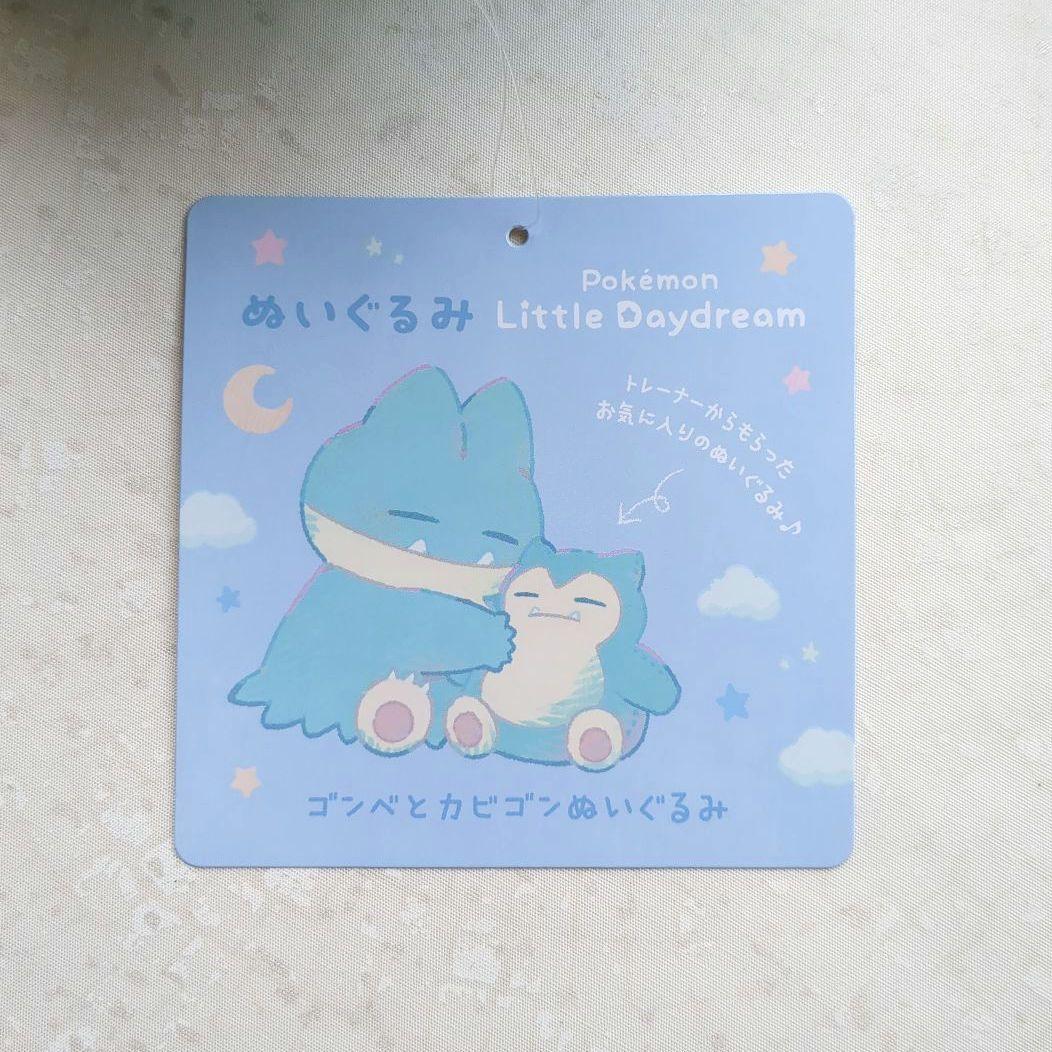 ぬいぐるみ
Pokémon
Little Daydream
トレーナーからもらった
お気に入りのぬいぐるみ♪
ゴンベとカビゴンぬいぐるみ